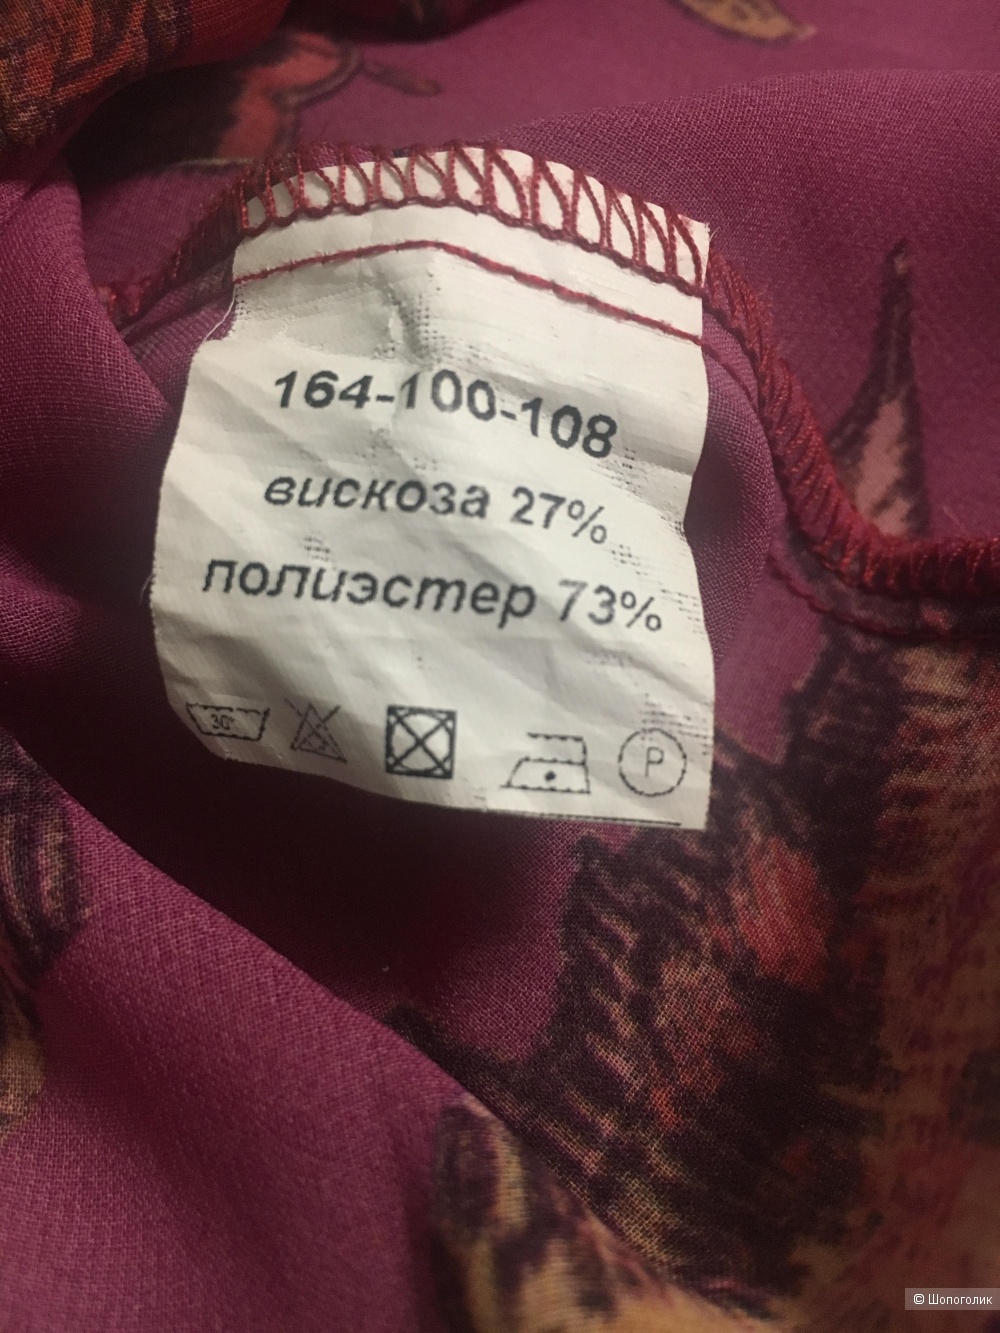 164-100-108
вискоза 27%
полиэстер 73%
30°
P
© Шопоголик